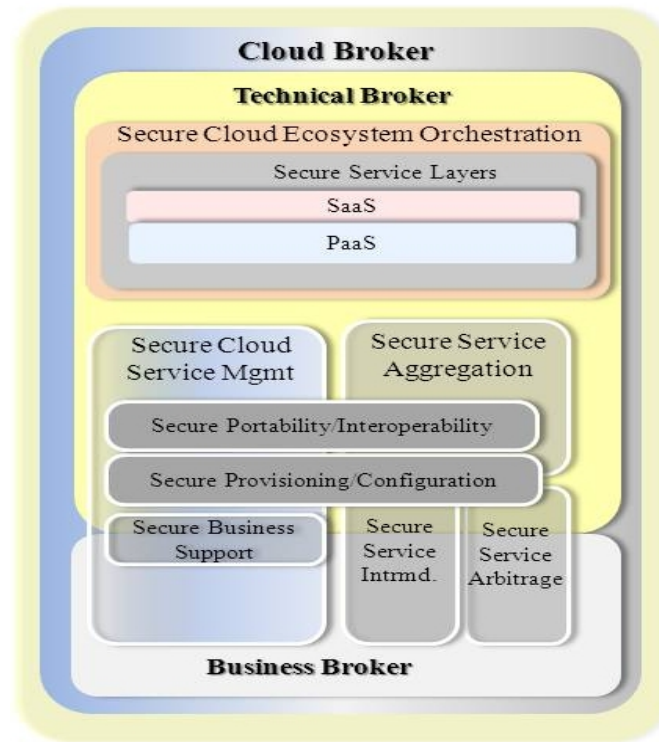 Cloud Broker
Technical Broker
Secure Cloud Ecosystem Orchestration
Secure Service Layers
SaaS
PaaS
Secure Cloud
Service Mgmt
Secure Service
Aggregation
Secure Portability/Interoperability
Secure Provisioning/Configuration
Secure Business
Support
Secure
Service
Intrmd.
Secure
Service
Arbitrage
Business Broker